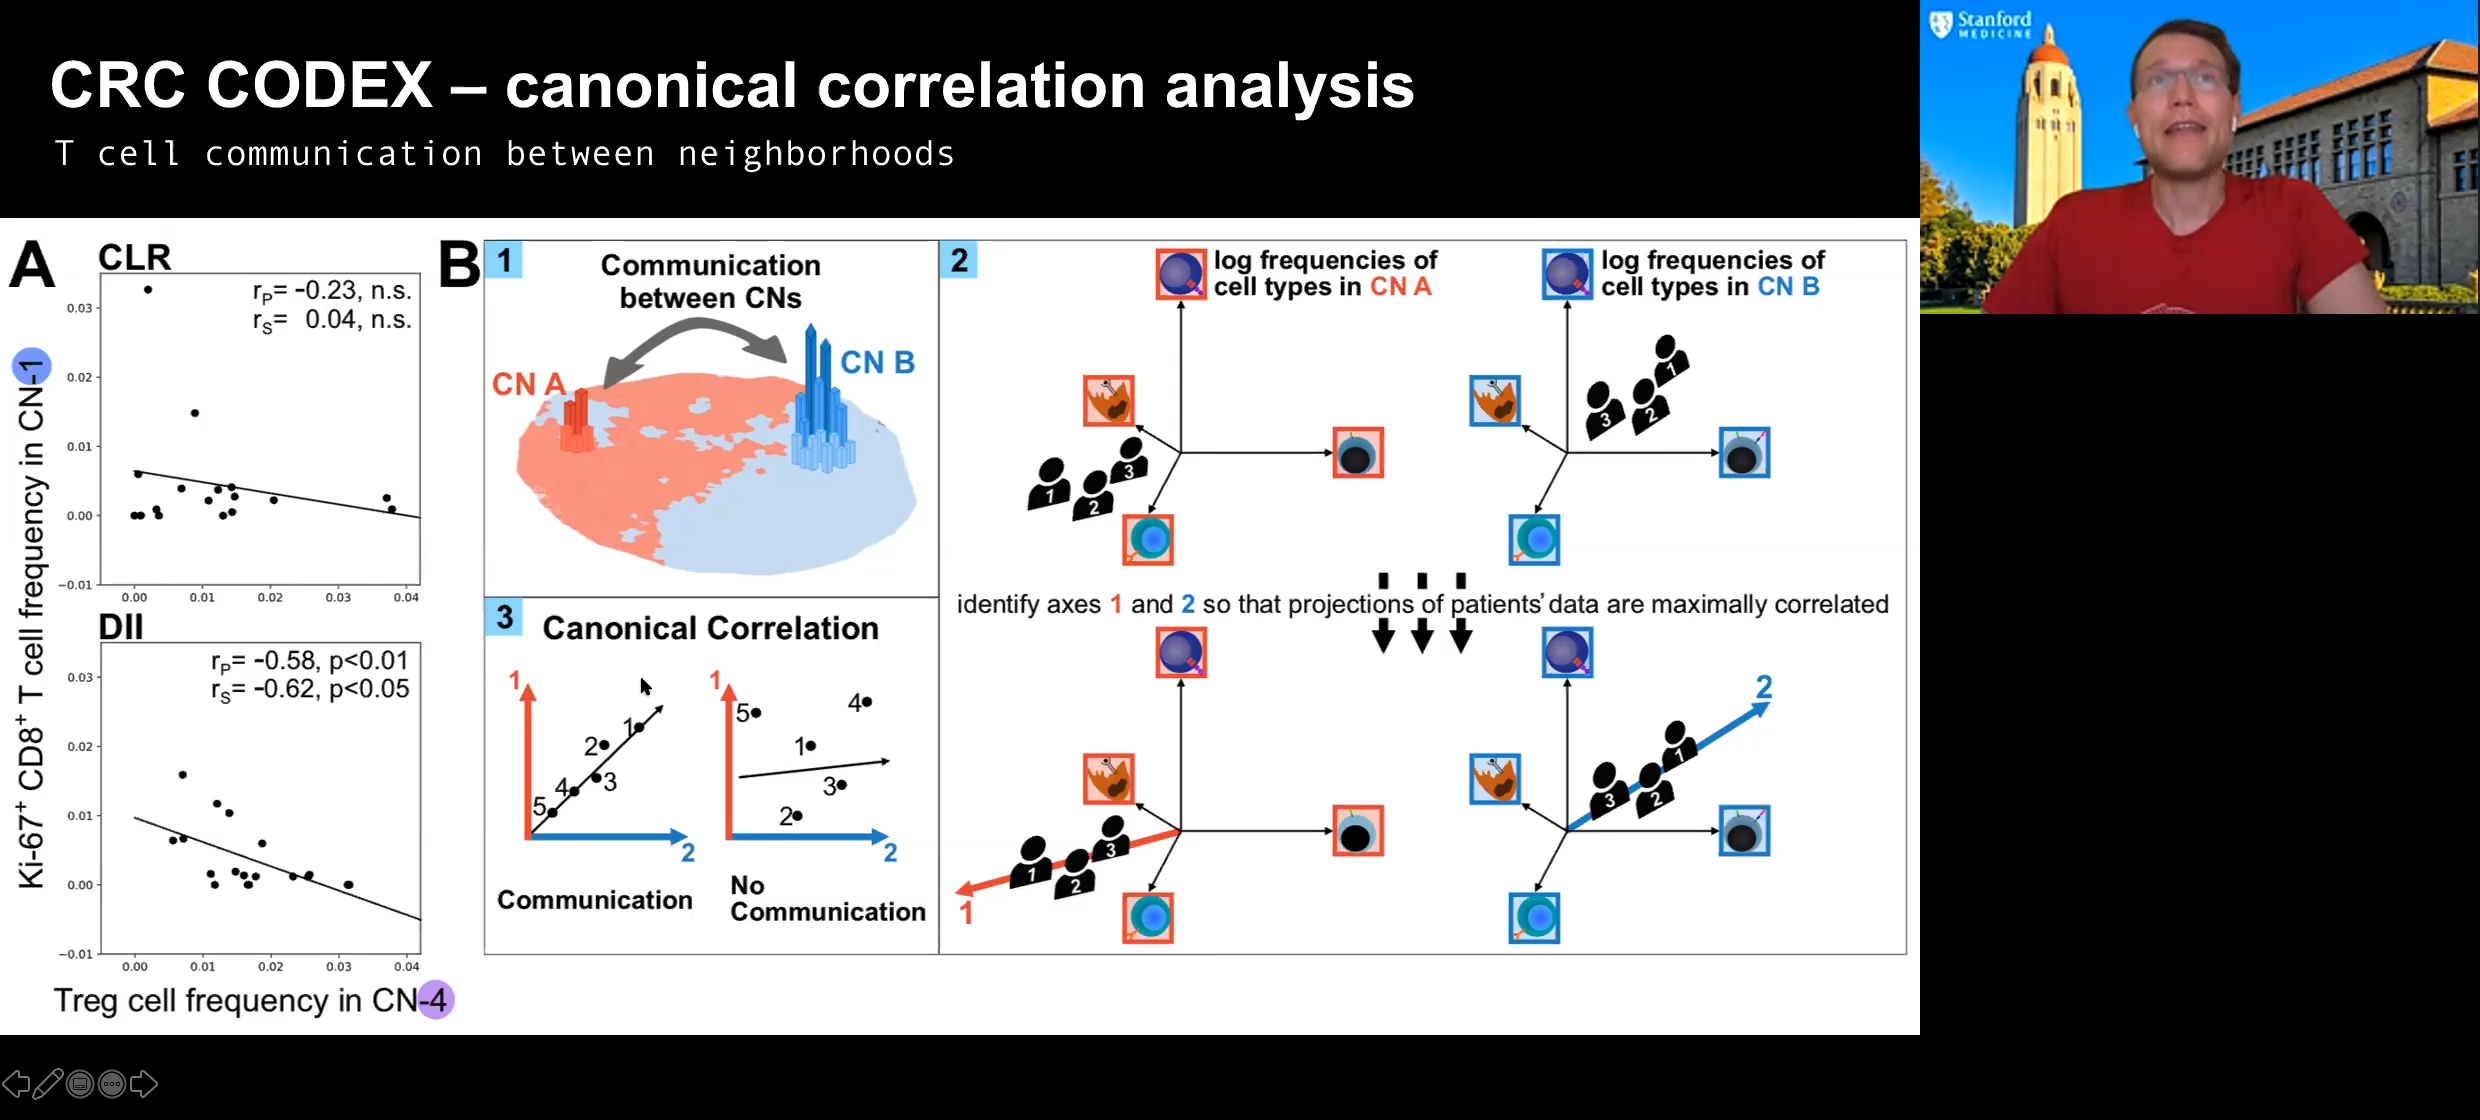 CRC CODEX – canonical correlation analysis
T cell communication between neighborhoods
Stanford
MEDICINE
A
CLR
rP= -0.23, n.s.
rS= 0.04, n.s.
0.03
0.02
0.01
0.00
−0.01
0.00 0.01 0.02 0.03 0.04
DII
rP= -0.58, p<0.01
rS= -0.62, p<0.05
0.03
0.02
0.01
0.00
−0.01
0.00 0.01 0.02 0.03 0.04
Ki-67+ CD8+ T cell frequency in CN-1
Treg cell frequency in CN-4
B
1
Communication
between CNs
CN A
CN B
2
log frequencies of
cell types in CN A
log frequencies of
cell types in CN B
1
2
3
1
2
3
identify axes 1 and 2 so that projections of patients' data are maximally correlated
1
2
3
1
2
1
2
3
3
Canonical Correlation
1
1
2
3
4
5
2
Communication
1
5
4
1
3
2
2
No
Communication